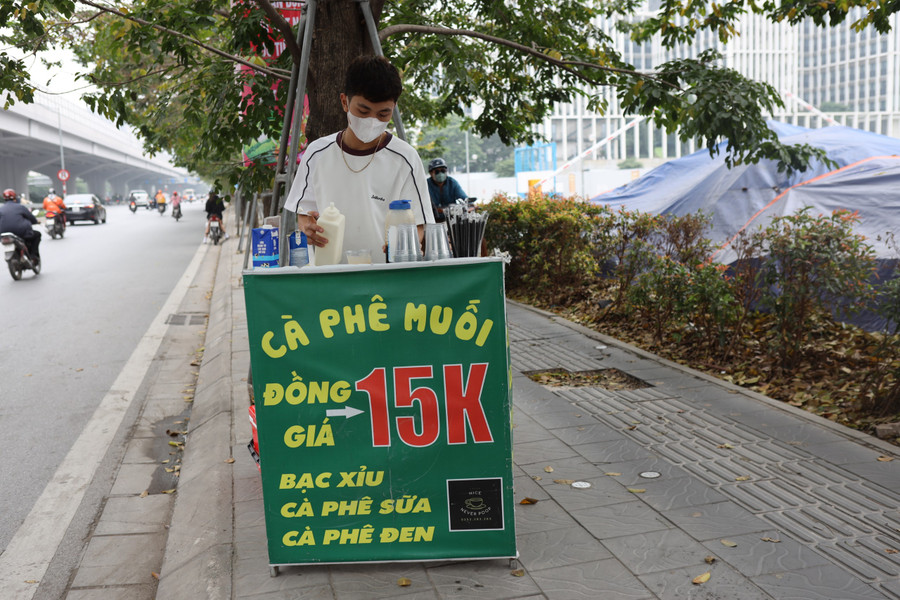 CÀ PHÊ MUỐI
ĐỒNG
GIÁ
15K
BẠC XỈU
CÀ PHÊ SỮA
CÀ PHÊ ĐEN